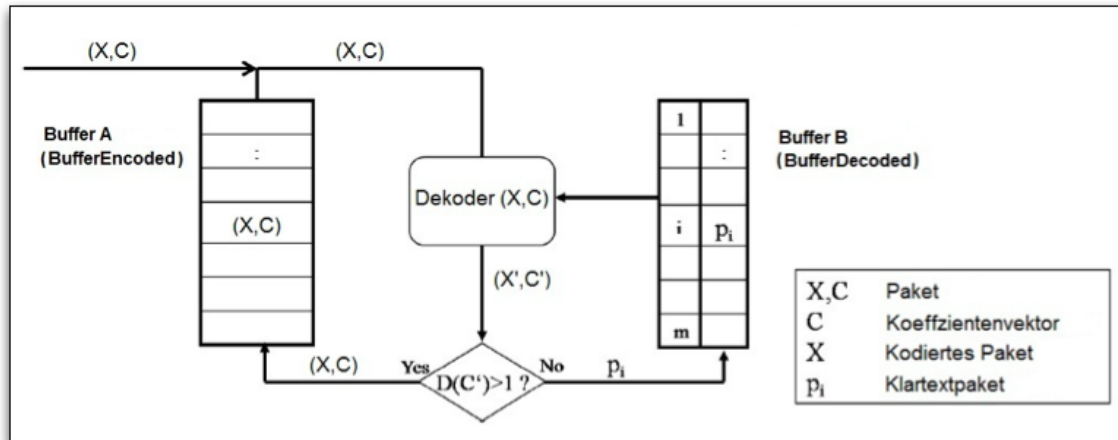 (X,C)
(X,C)
Buffer A
(BufferEncoded)
:
(X,C)
Dekoder (X,C)
(X',C')
1
:
i pᵢ
m
Buffer B
(BufferDecoded)
(X,C)
Yes
D(C‘)>1 ?
No
pᵢ
X,C Paket
C Koeffzientenvektor
X Kodiertes Paket
pᵢ Klartextpaket